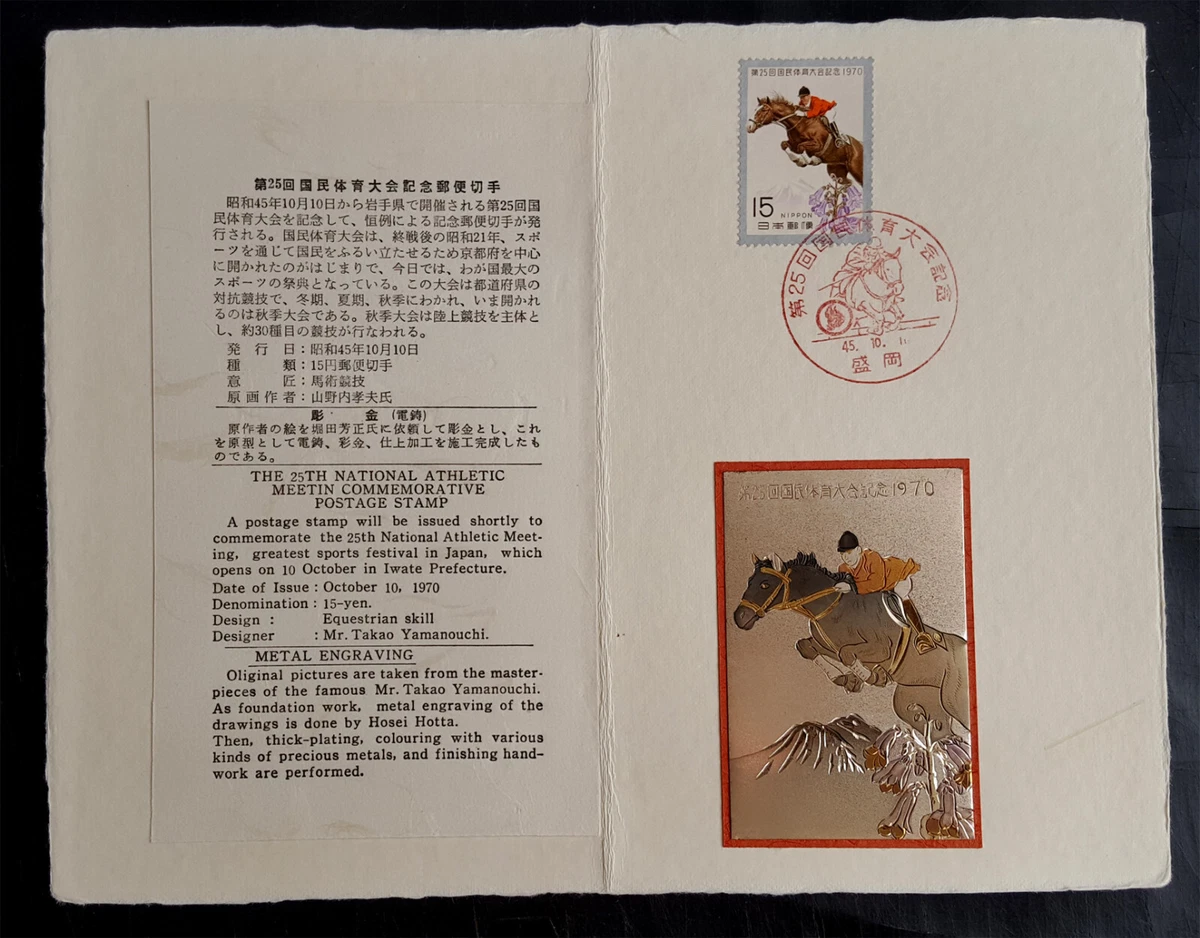 第25回国民体育大会記念郵便切手
昭和45年10月10日から岩手県で開催される第25回国
民体育大会を記念して、恒例による記念郵便切手が発
行される。国民体育大会は、終戦後の昭和21年、スポ
ーツを通じて国民をふるい立たせるため京都府を中心
に開かれたのがはじまりで、今日では、わが国最大の
スポーツの祭典となっている。この大会は都道府県の
対抗競技で、冬期、夏期、秋季にわかれ、いま開かれ
るのは秋季大会である。秋季大会は陸上競技を主体と
し、約30種目の競技が行なわれる。
発行日：昭和45年10月10日
種類：15円郵便切手
意匠：馬術競技
原画作者：山野内孝夫氏
彫金（電鋳）
原作者の絵を堀田芳正氏に依頼して彫金とし、これ
を原型として電鋳、彩金、仕上加工を施工完成したも
のである。
THE 25TH NATIONAL ATHLETIC
MEETIN COMMEMORATIVE
POSTAGE STAMP
A postage stamp will be issued shortly to
commemorate the 25th National Athletic Meet-
ing, greatest sports festival in Japan, which
opens on 10 October in Iwate Prefecture.
Date of Issue : October 10, 1970
Denomination : 15-yen.
Design : Equestrian skill
Designer : Mr. Takao Yamanouchi.
METAL ENGRAVING
Oliginal pictures are taken from the master-
pieces of the famous Mr. Takao Yamanouchi.
As foundation work, metal engraving of the
drawings is done by Hosei Hotta.
Then, thick-plating, colouring with various
kinds of precious metals, and finishing hand-
work are performed.
第25回国民体育大会記念1970
15 NIPPON
日本郵便
第25回国民体育大会記念
45. 10.
盛岡
第25回国民体育大会記念1970